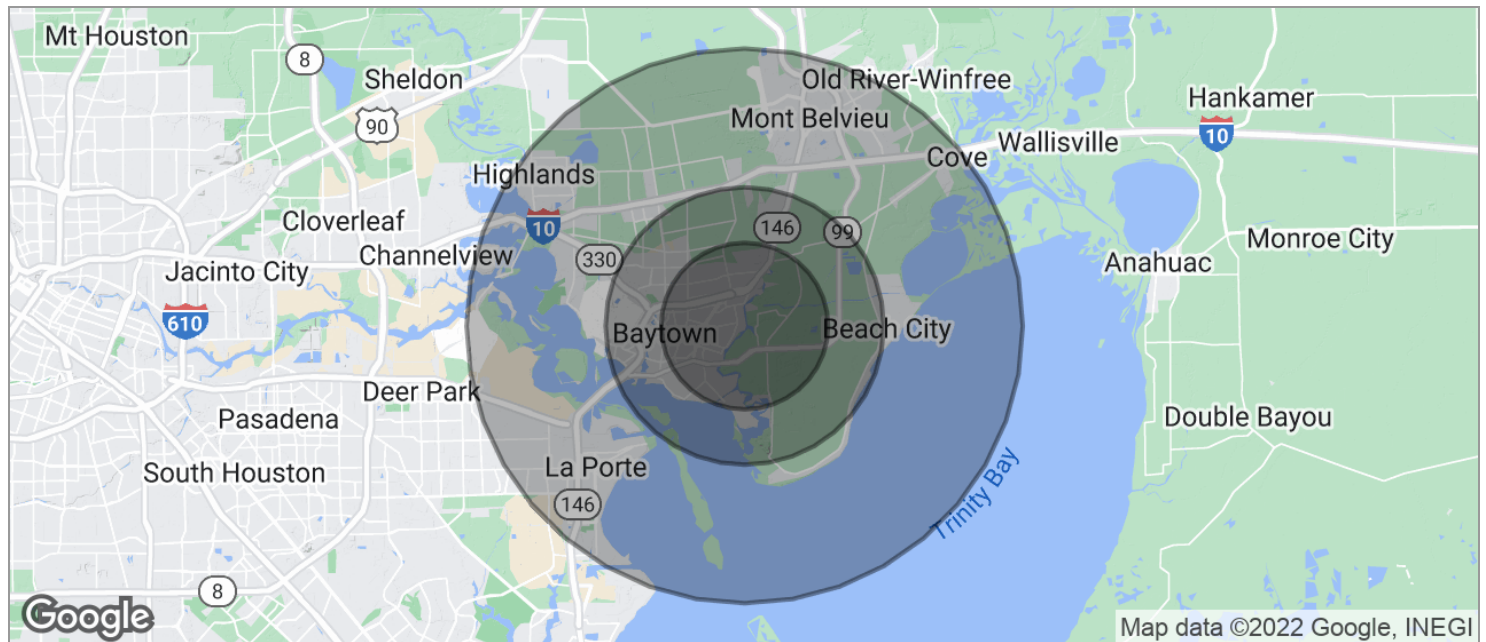 Mt Houston
8
Sheldon
90
Old River-Winfree
Mont Belvieu
Hankamer
10
Wallisville
Cove
Highlands
10
Cloverleaf
Channelview
330
146
99
Monroe City
Anahuac
Jacinto City
610
Baytown
Beach City
Deer Park
Pasadena
Double Bayou
South Houston
La Porte
146
Trinity Bay
8
Google
Map data ©2022 Google, INEGI